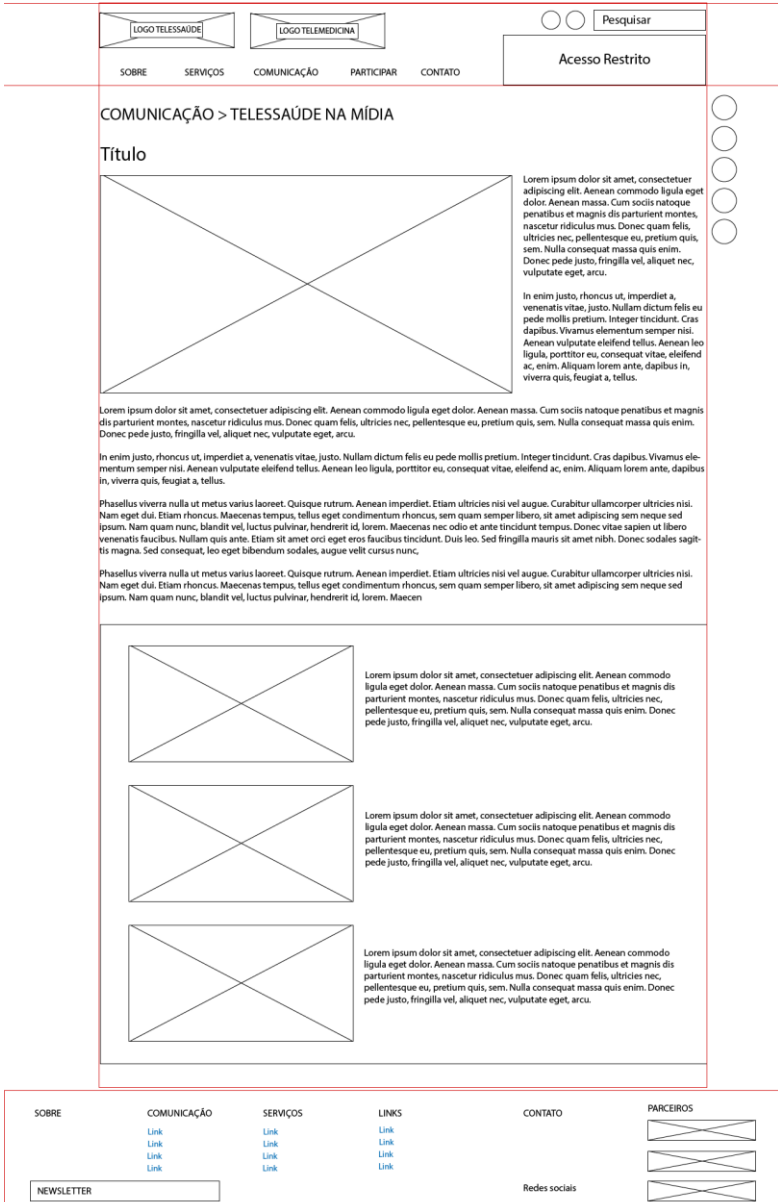 LOGO TELESSAÚDE
LOGO TELEMEDICINA
Pesquisar
Acesso Restrito
SOBRE SERVIÇOS COMUNICAÇÃO PARTICIPAR CONTATO
COMUNICAÇÃO > TELESSAÚDE NA MÍDIA
Título
Lorem ipsum dolor sit amet, consectetuer
adipiscing elit. Aenean commodo ligula eget
dolor. Aenean massa. Cum sociis natoque
penatibus et magnis dis parturient montes,
nascetur ridiculus mus. Donec quam felis,
ultricies nec, pellentesque eu, pretium quis,
sem. Nulla consequat massa quis enim.
Donec pede justo, fringilla vel, aliquet nec,
vulputate eget, arcu.
In enim justo, rhoncus ut, imperdiet a,
venenatis vitae, justo. Nullam dictum felis eu
pede mollis pretium. Integer tincidunt. Cras
dapibus. Vivamus elementum semper nisi.
Aenean vulputate eleifend tellus. Aenean leo
ligula, porttitor eu, consequat vitae, eleifend
ac, enim. Aliquam lorem ante, dapibus in,
viverra quis, feugiat a, tellus.
Lorem ipsum dolor sit amet, consectetuer adipiscing elit. Aenean commodo ligula eget dolor. Aenean massa. Cum sociis natoque penatibus et magnis
dis parturient montes, nascetur ridiculus mus. Donec quam felis, ultricies nec, pellentesque eu, pretium quis, sem. Nulla consequat massa quis enim.
Donec pede justo, fringilla vel, aliquet nec, vulputate eget, arcu.
In enim justo, rhoncus ut, imperdiet a, venenatis vitae, justo. Nullam dictum felis eu pede mollis pretium. Integer tincidunt. Cras dapibus. Vivamus ele-
mentum semper nisi. Aenean vulputate eleifend tellus. Aenean leo ligula, porttitor eu, consequat vitae, eleifend ac, enim. Aliquam lorem ante, dapibus
in, viverra quis, feugiat a, tellus.
Phasellus viverra nulla ut metus varius laoreet. Quisque rutrum. Aenean imperdiet. Etiam ultricies nisi vel augue. Curabitur ullamcorper ultricies nisi.
Nam eget dui. Etiam rhoncus. Maecenas tempus, tellus eget condimentum rhoncus, sem quam semper libero, sit amet adipiscing sem neque sed
ipsum. Nam quam nunc, blandit vel, luctus pulvinar, hendrerit id, lorem. Maecenas nec odio et ante tincidunt tempus. Donec vitae sapien ut libero
venenatis faucibus. Nullam quis ante. Etiam sit amet orci eget eros faucibus tincidunt. Duis leo. Sed fringilla mauris sit amet nibh. Donec sodales sagit-
tis magna. Sed consequat, leo eget bibendum sodales, augue velit cursus nunc,
Phasellus viverra nulla ut metus varius laoreet. Quisque rutrum. Aenean imperdiet. Etiam ultricies nisi vel augue. Curabitur ullamcorper ultricies nisi.
Nam eget dui. Etiam rhoncus. Maecenas tempus, tellus eget condimentum rhoncus, sem quam semper libero, sit amet adipiscing sem neque sed
ipsum. Nam quam nunc, blandit vel, luctus pulvinar, hendrerit id, lorem. Maecen
Lorem ipsum dolor sit amet, consectetuer adipiscing elit. Aenean commodo
ligula eget dolor. Aenean massa. Cum sociis natoque penatibus et magnis dis
parturient montes, nascetur ridiculus mus. Donec quam felis, ultricies nec,
pellentesque eu, pretium quis, sem. Nulla consequat massa quis enim. Donec
pede justo, fringilla vel, aliquet nec, vulputate eget, arcu.
Lorem ipsum dolor sit amet, consectetuer adipiscing elit. Aenean commodo
ligula eget dolor. Aenean massa. Cum sociis natoque penatibus et magnis dis
parturient montes, nascetur ridiculus mus. Donec quam felis, ultricies nec,
pellentesque eu, pretium quis, sem. Nulla consequat massa quis enim. Donec
pede justo, fringilla vel, aliquet nec, vulputate eget, arcu.
Lorem ipsum dolor sit amet, consectetuer adipiscing elit. Aenean commodo
ligula eget dolor. Aenean massa. Cum sociis natoque penatibus et magnis dis
parturient montes, nascetur ridiculus mus. Donec quam felis, ultricies nec,
pellentesque eu, pretium quis, sem. Nulla consequat massa quis enim. Donec
pede justo, fringilla vel, aliquet nec, vulputate eget, arcu.
SOBRE
COMUNICAÇÃO
Link
Link
Link
Link
SERVIÇOS
Link
Link
Link
Link
LINKS
Link
Link
Link
Link
CONTATO
PARCEIROS
NEWSLETTER
Redes sociais